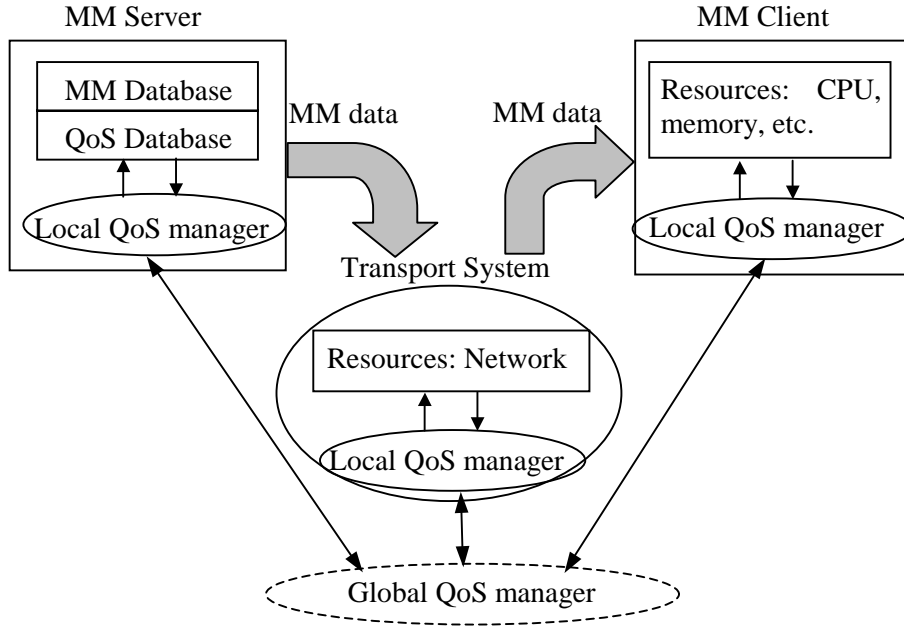 MM Server
MM Client
MM Database
QoS Database
Local QoS manager
MM data
MM data
Resources: CPU,
memory, etc.
Local QoS manager
Transport System
Resources: Network
Local QoS manager
Global QoS manager